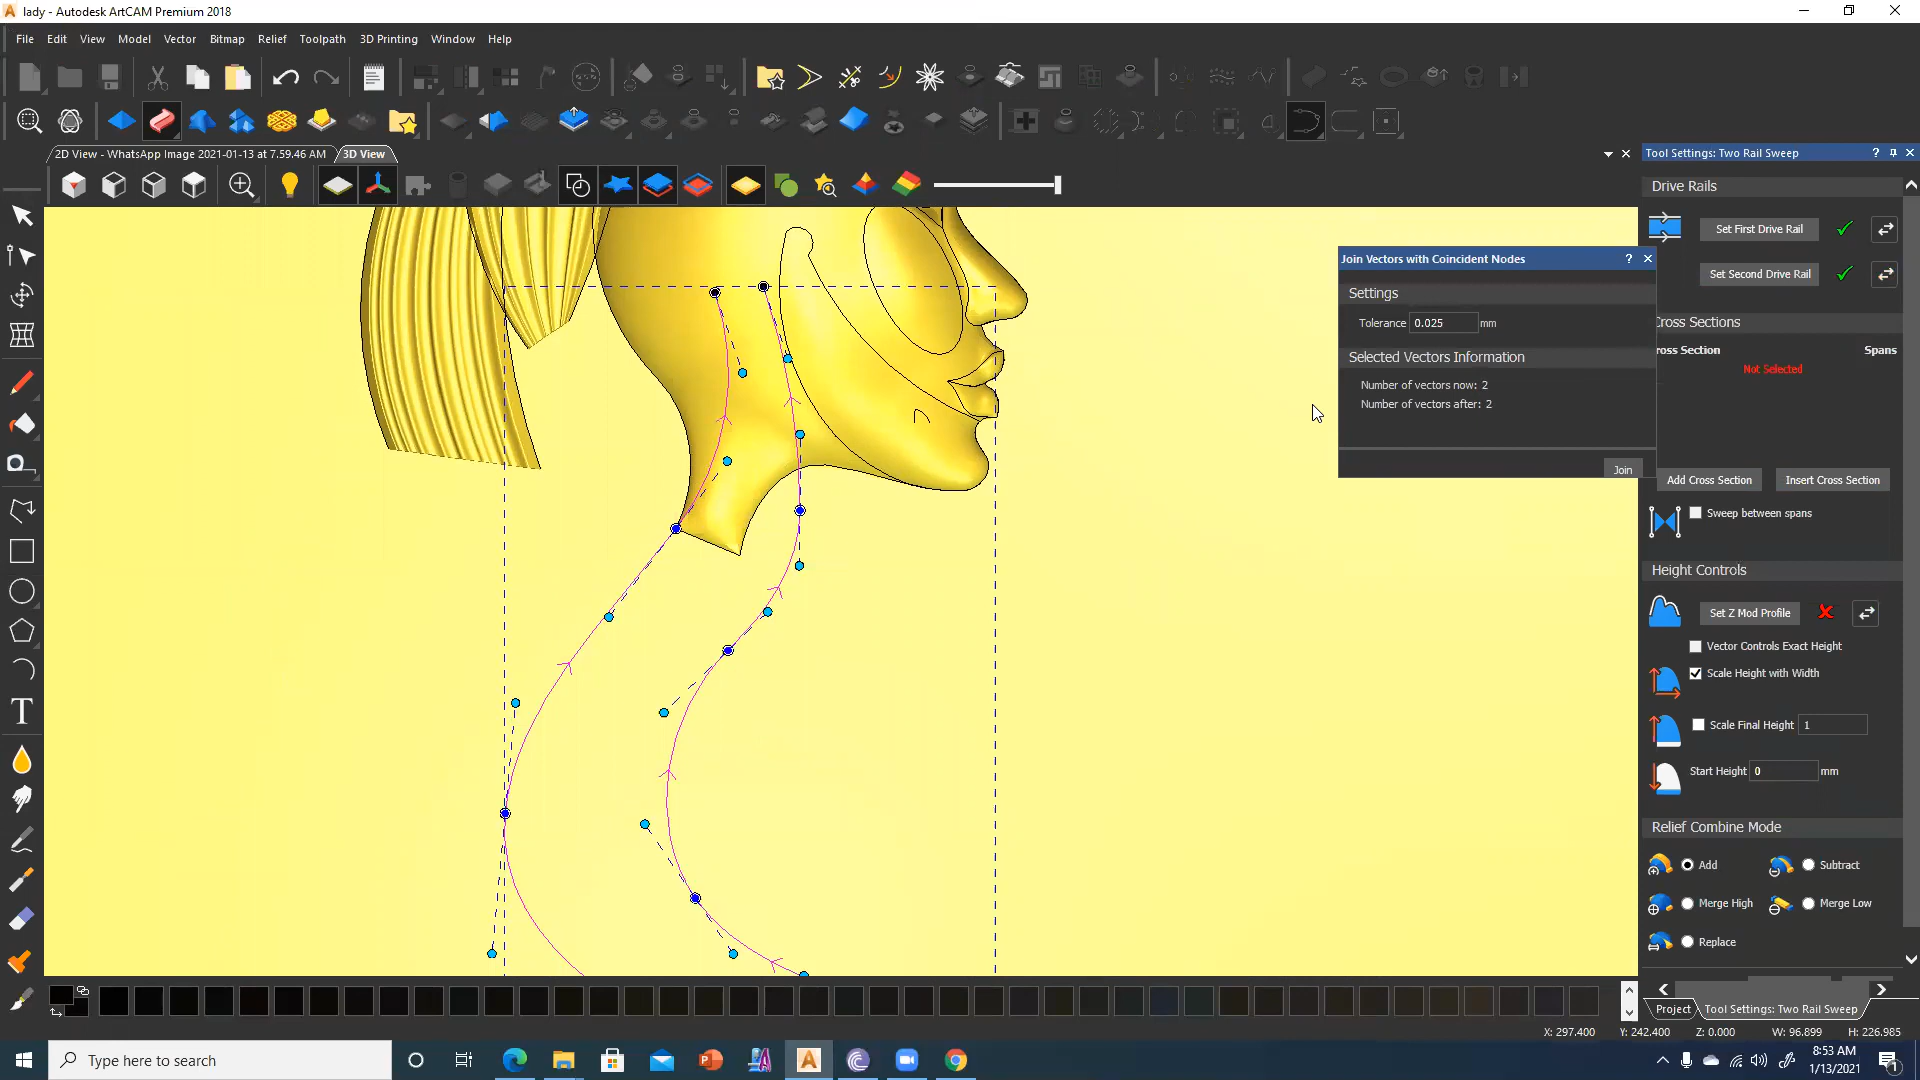 lady - Autodesk ArtCAM Premium 2018
File Edit View Model Vector Bitmap Relief Toolpath 3D Printing Window Help
2D View - WhatsApp Image 2021-01-13 at 7.59.46 AM
3D View
Tool Settings: Two Rail Sweep
Drive Rails
Set First Drive Rail
Set Second Drive Rail
Join Vectors with Coincident Nodes
Settings
Tolerance 0.025 mm
Selected Vectors Information
Number of vectors now: 2
Number of vectors after: 2
Join
Cross Sections
ross Section Spans
Not Selected
Add Cross Section Insert Cross Section
Sweep between spans
Height Controls
Set Z Mod Profile
Vector Controls Exact Height
Scale Height with Width
Scale Final Height 1
Start Height 0 mm
Relief Combine Mode
Add Subtract
Merge High Merge Low
Replace
Project Tool Settings: Two Rail Sweep
X: 297.400 Y: 242.400 Z: 0.000 W: 96.899 H: 226.985
Type here to search
8:53 AM
1/13/2021
1